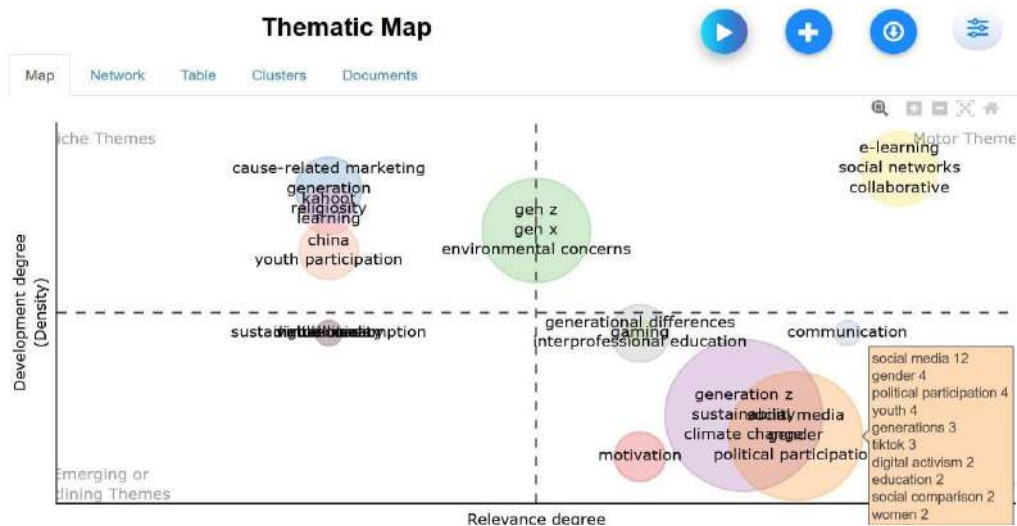 Thematic Map
Map
Network
Table
Clusters
Documents
iche Themes
Motor Theme
e-learning
social networks
collaborative
cause-related marketing
generation
kahoot
religiosity
learning
china
youth participation
gen z
gen x
environmental concerns
Development degree
(Density)
generational differences
gaming
interprofessional education
communication
generation z
sustainability
social media
climate change
gender
political participatio
motivation
social media 12
gender 4
political participation 4
youth 4
generations 3
tiktok 3
digital activism 2
education 2
social comparison 2
women 2
Emerging or
clining Themes
Relevance degree